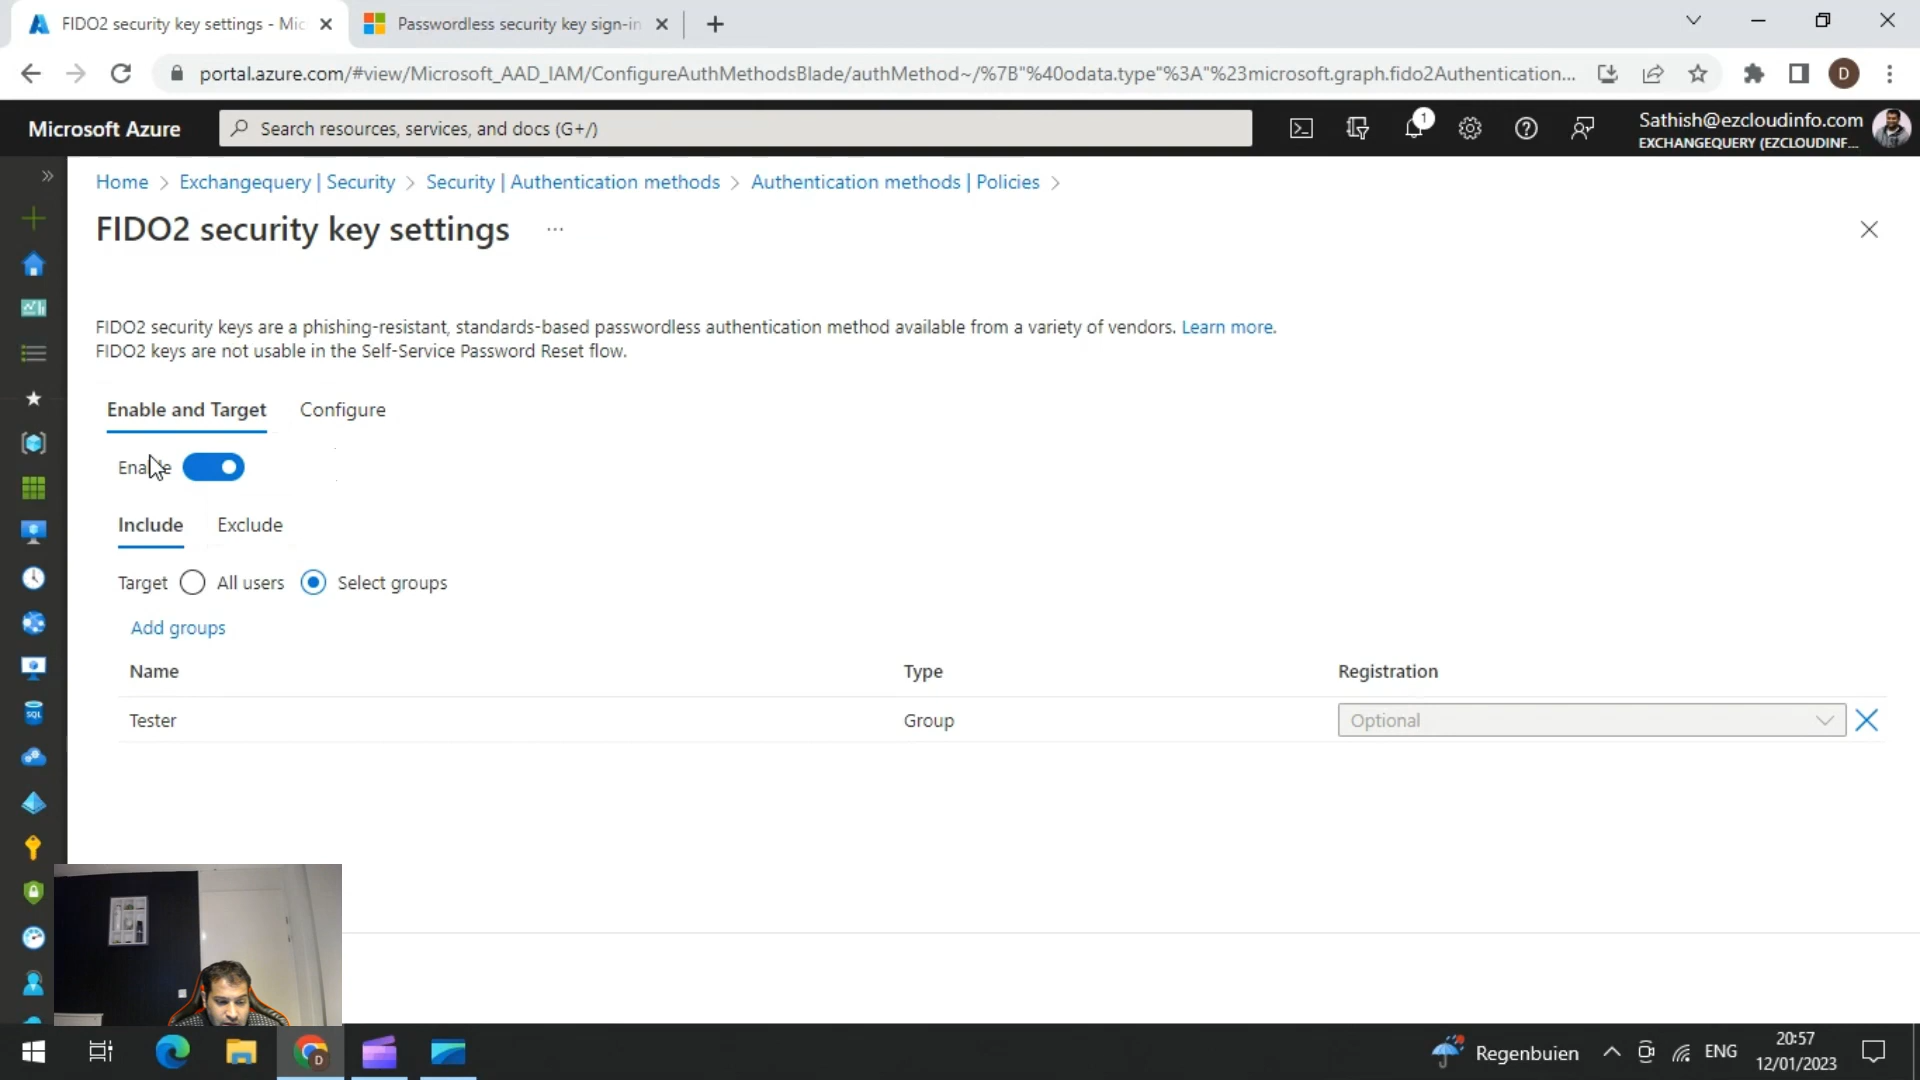 FIDO2 security key settings - Mic
Passwordless security key sign-in
portal.azure.com/#view/Microsoft_AAD_IAM/ConfigureAuthMethodsBlade/authMethod~/%7B"%40odata.type"%3A"%23microsoft.graph.fido2Authentication...
D
Microsoft Azure
Search resources, services, and docs (G+/)
1
Sathish@ezcloudinfo.com
EXCHANGEQUERY (EZCLOUDINF...
Home > Exchangequery | Security > Security | Authentication methods > Authentication methods | Policies >
FIDO2 security key settings ...
FIDO2 security keys are a phishing-resistant, standards-based passwordless authentication method available from a variety of vendors. Learn more.
FIDO2 keys are not usable in the Self-Service Password Reset flow.
Enable and Target Configure
Enable
Include Exclude
Target All users Select groups
Add groups
Name Type Registration
Tester Group Optional
SQL
D
Regenbuien
ENG
20:57
12/01/2023